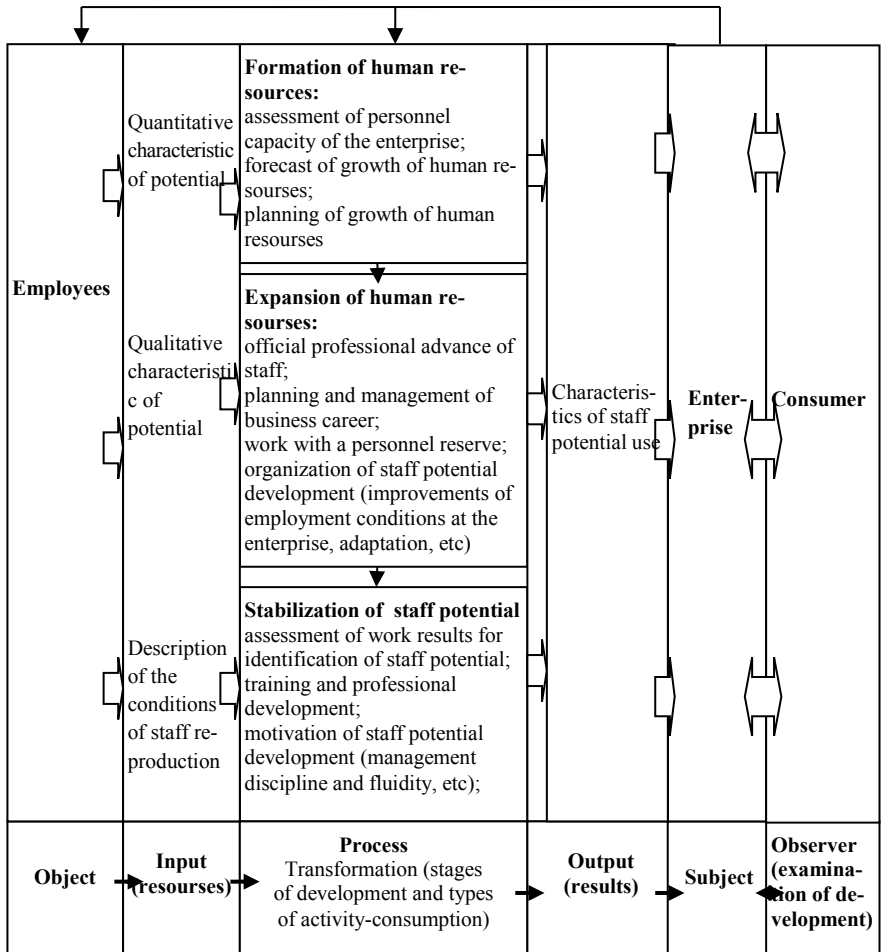 Employees
Quantitative
characteristic
of potential
Qualitative
characteristi
c of
potential
Description
of the
conditions
of staff re-
production
Formation of human re-
sources:
assessment of personnel
capacity of the enterprise;
forecast of growth of human re-
sourses;
planning of growth of human
resourses
Expansion of human re-
sourses:
official professional advance of
staff;
planning and management of
business career;
work with a personnel reserve;
organization of staff potential
development (improvements of
employment conditions at the
enterprise, adaptation, etc)
Stabilization of staff potential
assessment of work results for
identification of staff potential;
training and professional
development;
motivation of staff potential
development (management
discipline and fluidity, etc);
Characteris-
tics of staff
potential use
Enter-
prise
Consumer
Object
Input
(resourses)
Process
Transformation (stages
of development and types
of activity-consumption)
Output
(results)
Subject
Observer
(examina-
tion of de-
velopment)